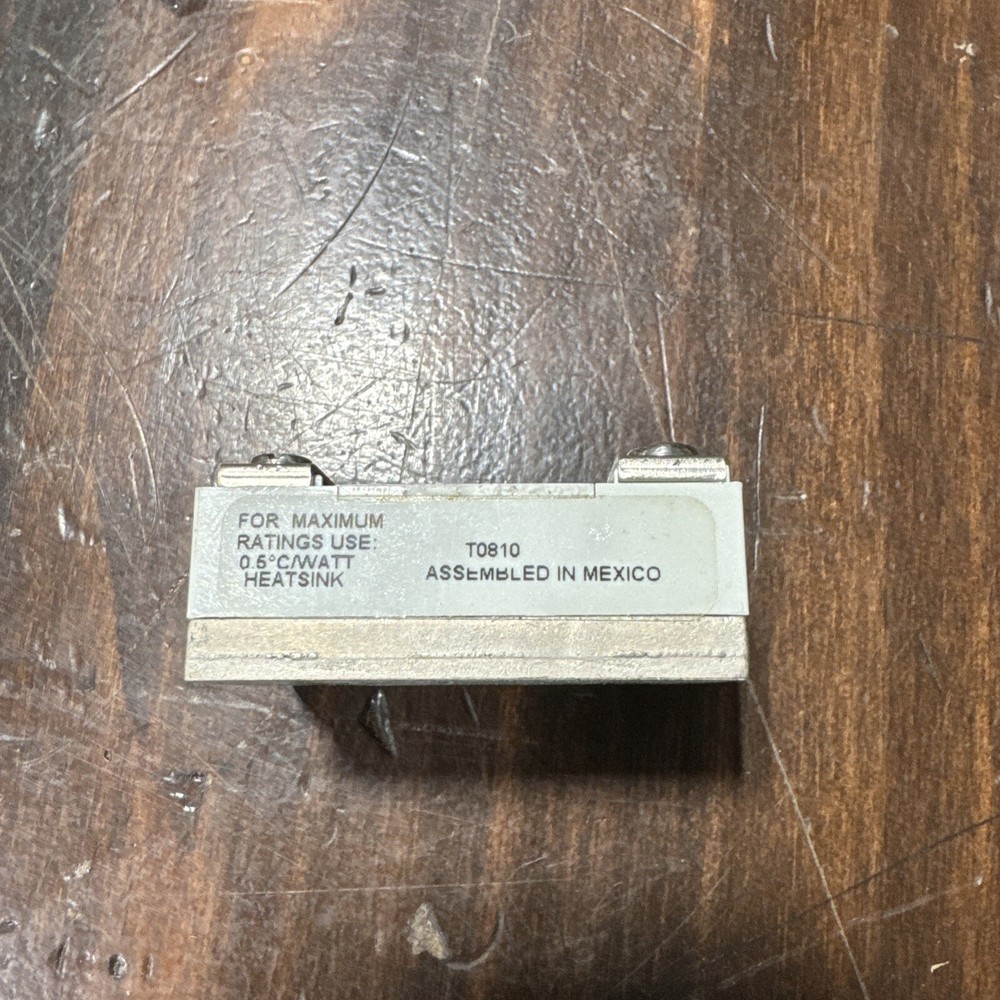 FOR MAXIMUM
RATINGS USE:
0.5°C/WATT
HEATSINK
T0810
ASSEMBLED IN MEXICO